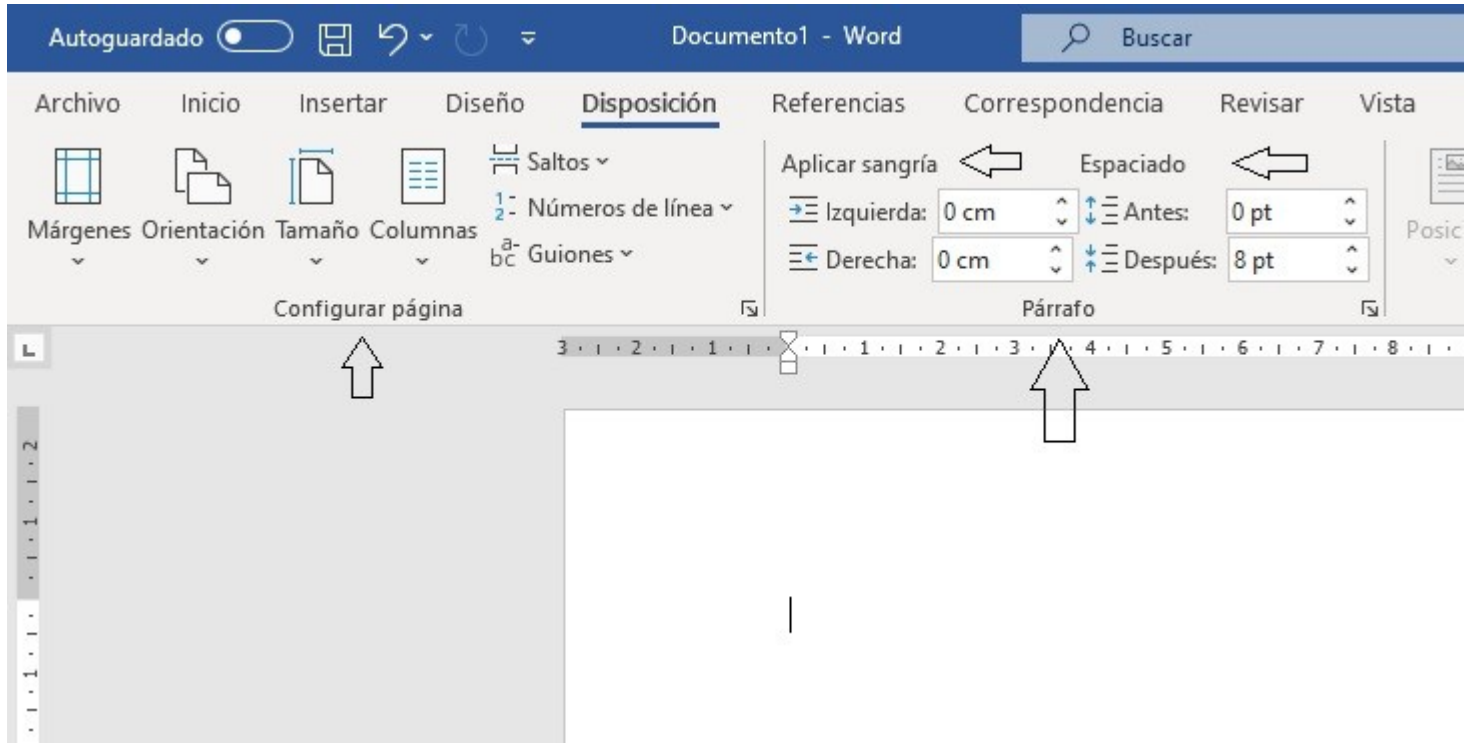 Autoguardado Documento1 - Word Buscar
Archivo Inicio Insertar Diseño Disposición Referencias Correspondencia Revisar Vista
Márgenes Orientación Tamaño Columnas
Saltos
Números de línea
Guiones
Configurar página
Aplicar sangría Espaciado
Izquierda: 0 cm Antes: 0 pt
Derecha: 0 cm Después: 8 pt
Párrafo
3 2 1 1 2 3 4 5 6 7 8
2
1
1